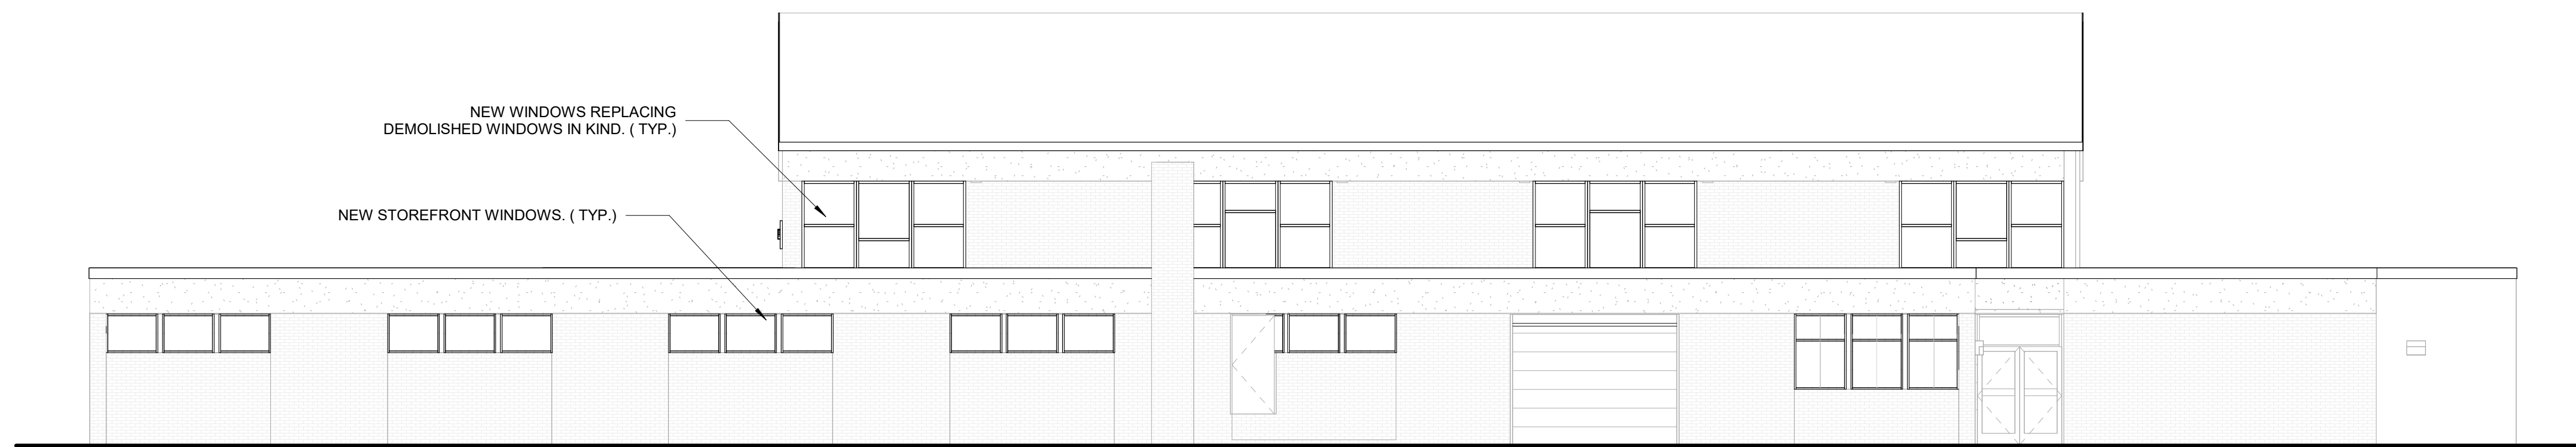 NEW WINDOWS REPLACING
DEMOLISHED WINDOWS IN KIND. ( TYP.)
NEW STOREFRONT WINDOWS. ( TYP.)